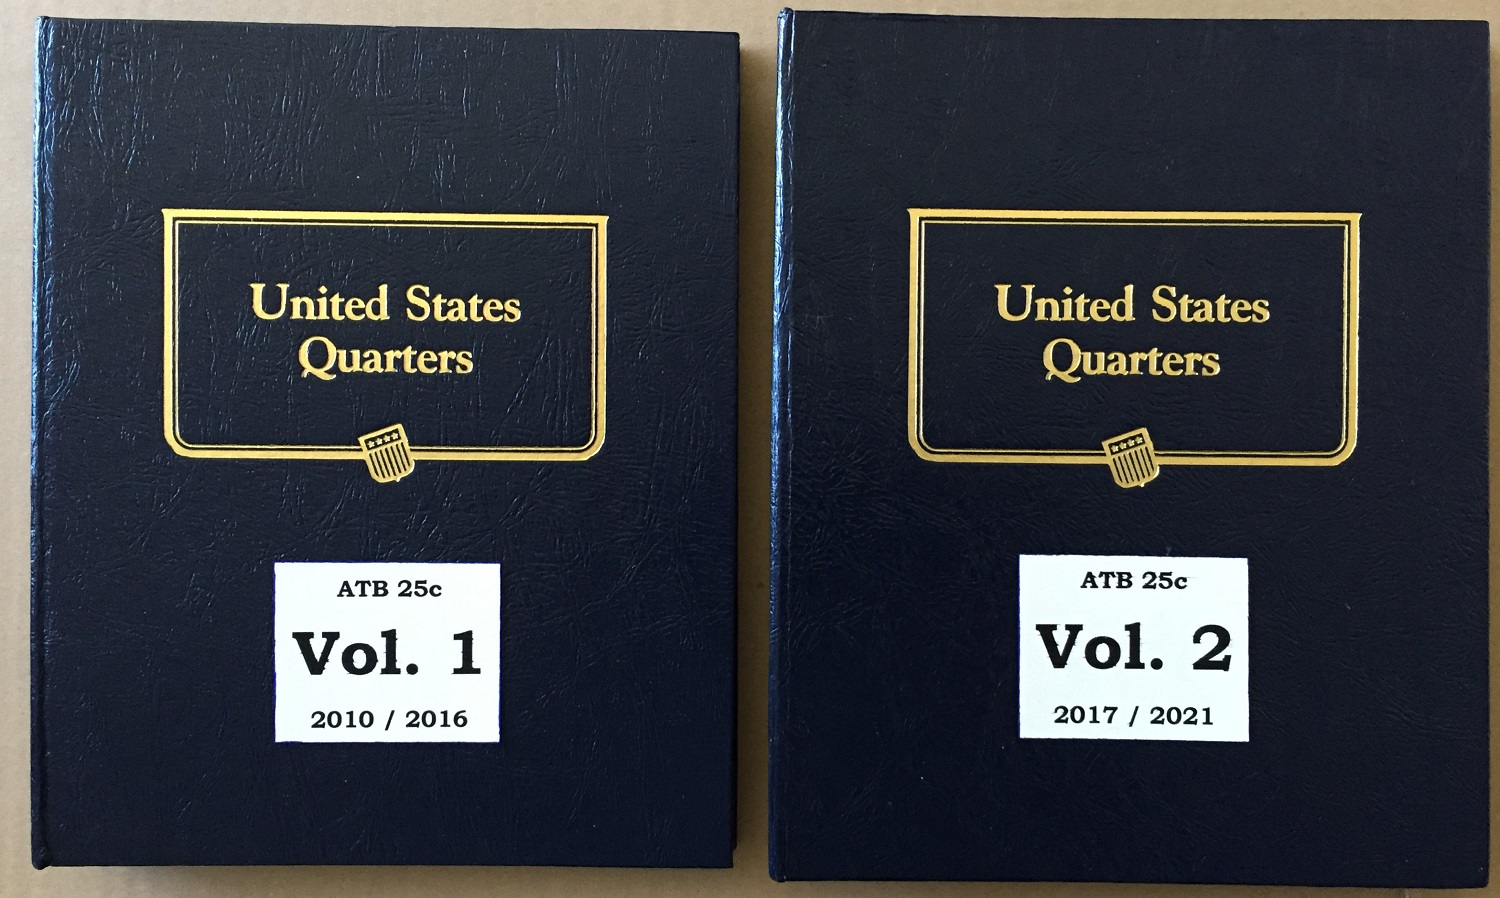 United States
Quarters
ATB 25c
Vol. 1
2010 / 2016
United States
Quarters
ATB 25c
Vol. 2
2017 / 2021